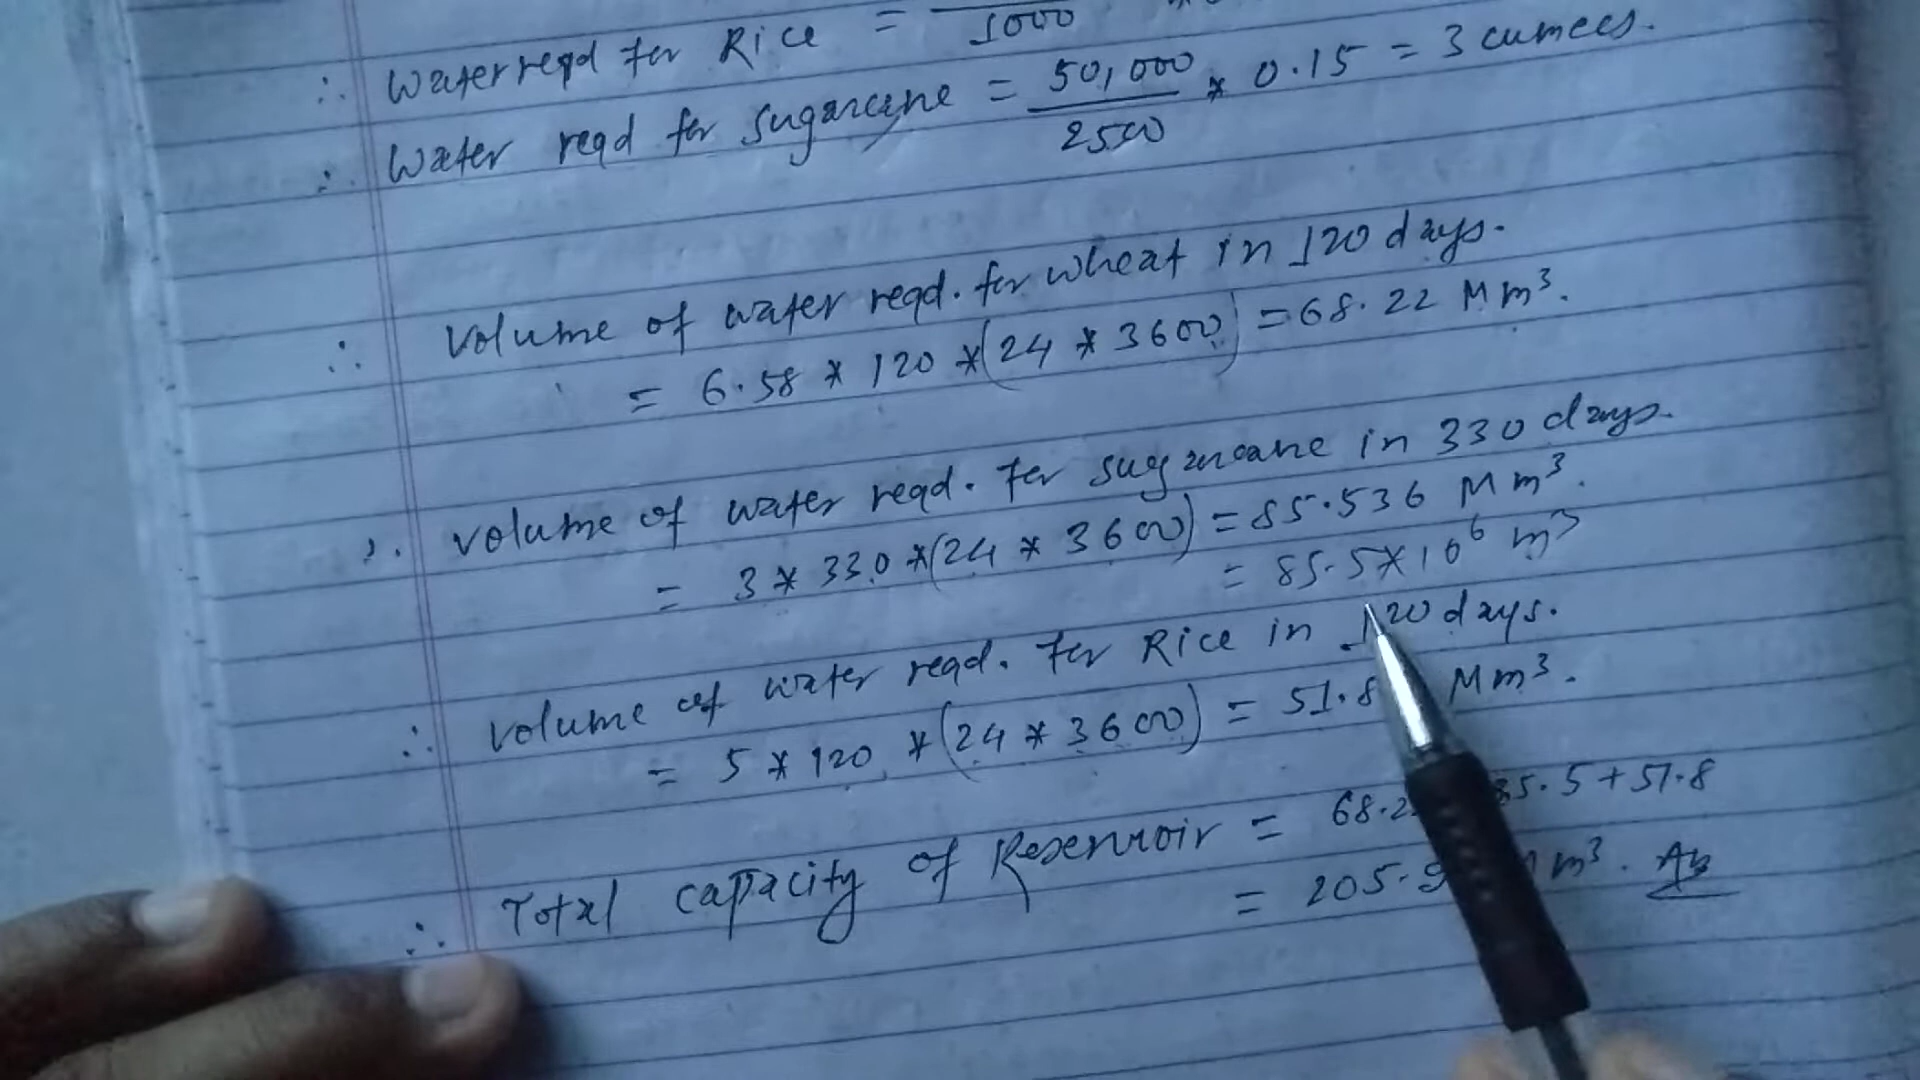 ∴ Water reqd for Rice = 1000
∴ Water reqd for sugarcane = 50,000 / 2500 * 0.15 = 3 cumecs.
∴ Volume of water reqd. for wheat in 120 days.
= 6.58 * 120 * (24 * 3600) = 68.22 Mm³.
∴ volume of water reqd. for sugarcane in 330 days.
= 3 * 330 * (24 * 3600) = 85.536 Mm³.
= 85.5 * 10⁶ m³
∴ volume of water reqd. for Rice in 120 days.
= 5 * 120 * (24 * 3600) = 51.8 Mm³.
∴ Total capacity of Reservoir = 68.2 5.5 + 51.8
= 205.9 m³. Ans